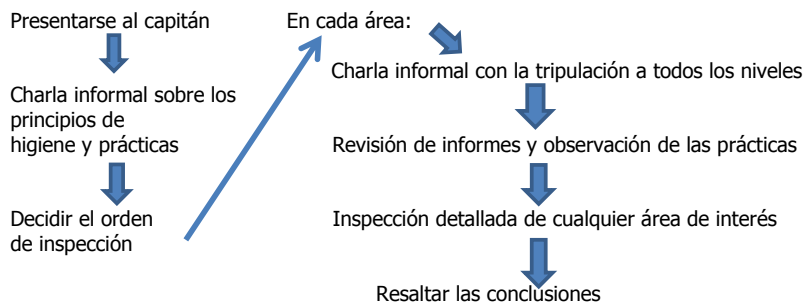 Presentarse al capitán
Charla informal sobre los
principios de
higiene y prácticas
Decidir el orden
de inspección
En cada área:
Charla informal con la tripulación a todos los niveles
Revisión de informes y observación de las prácticas
Inspección detallada de cualquier área de interés
Resaltar las conclusiones